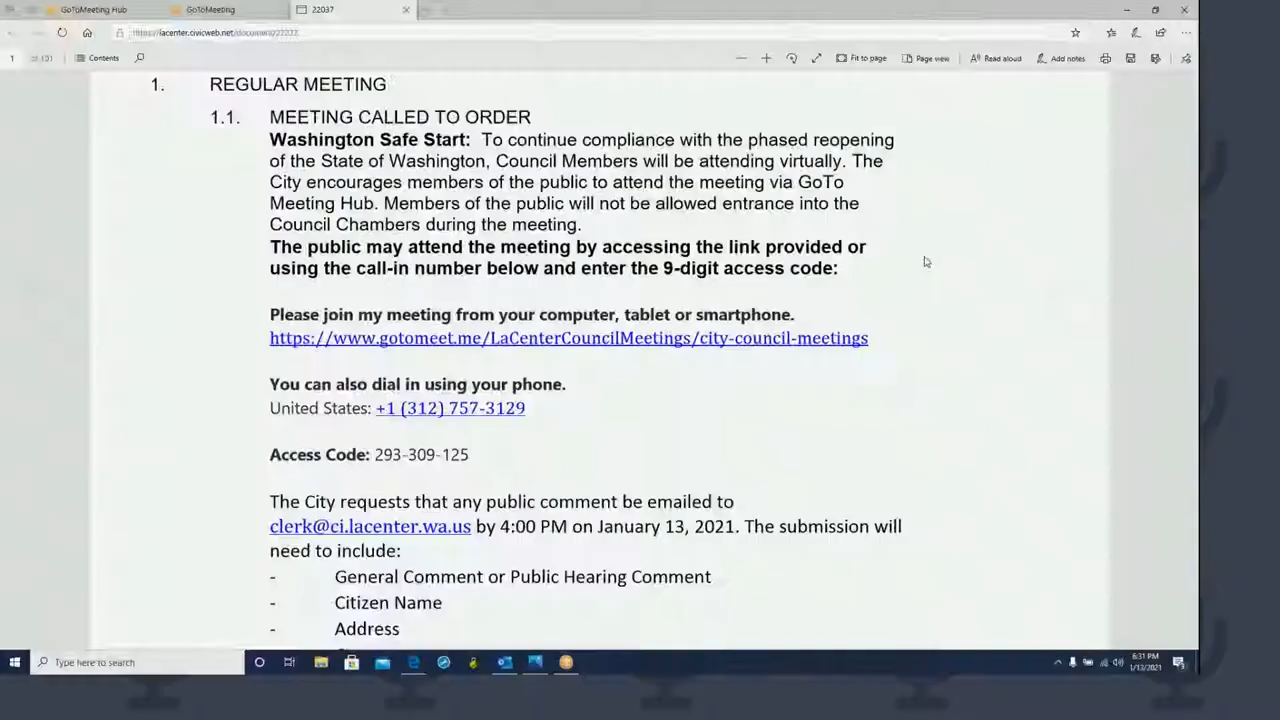 GoToMeeting Hub
GoToMeeting
22037
https://lacenter.civicweb.net/document/22037
1
of 131
Contents
Fit to page
Page view
Read aloud
Add notes
1. REGULAR MEETING
1.1. MEETING CALLED TO ORDER
Washington Safe Start: To continue compliance with the phased reopening
of the State of Washington, Council Members will be attending virtually. The
City encourages members of the public to attend the meeting via GoTo
Meeting Hub. Members of the public will not be allowed entrance into the
Council Chambers during the meeting.
The public may attend the meeting by accessing the link provided or
using the call-in number below and enter the 9-digit access code:
Please join my meeting from your computer, tablet or smartphone.
https://www.gotomeet.me/LaCenterCouncilMeetings/city-council-meetings
You can also dial in using your phone.
United States: +1 (312) 757-3129
Access Code: 293-309-125
The City requests that any public comment be emailed to
clerk@ci.lacenter.wa.us by 4:00 PM on January 13, 2021. The submission will
need to include:
- General Comment or Public Hearing Comment
- Citizen Name
- Address
Type here to search
6:31 PM
1/13/2021